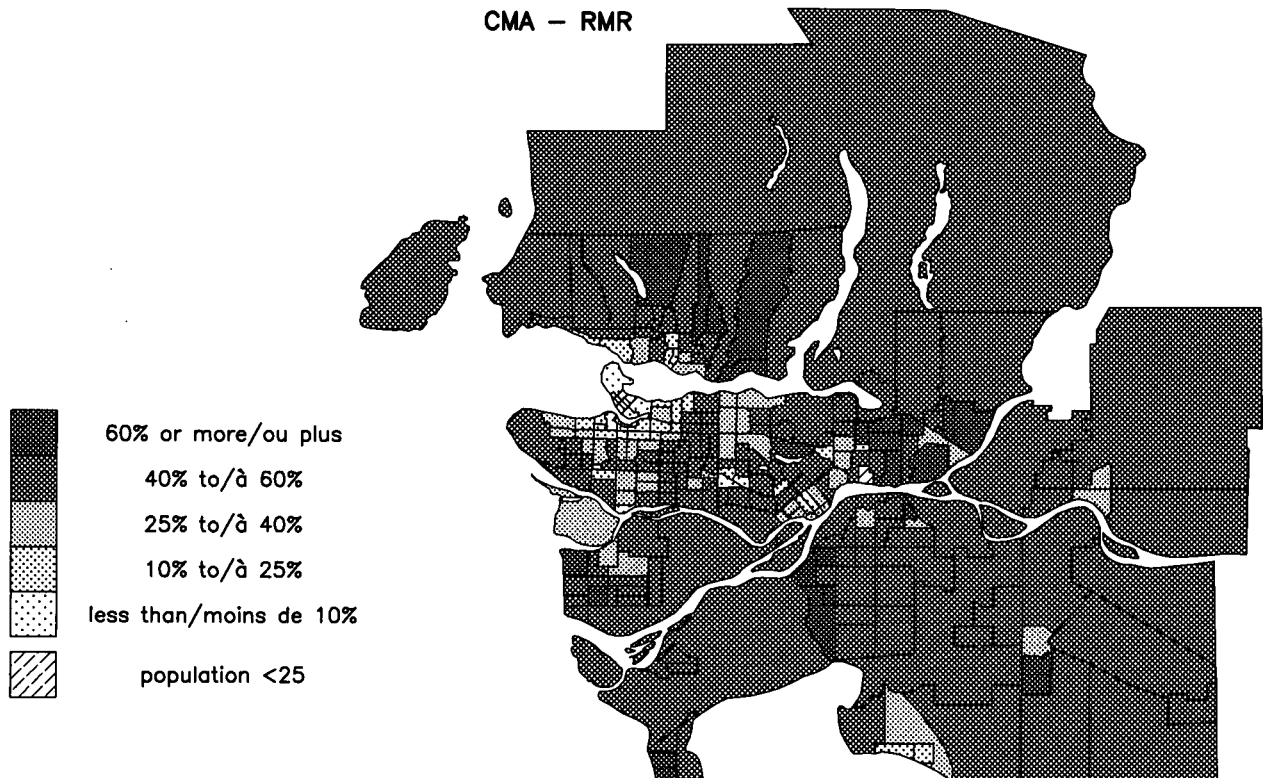 CMA – RMR
60% or more/ou plus
40% to/à 60%
25% to/à 40%
10% to/à 25%
less than/moins de 10%
population <25